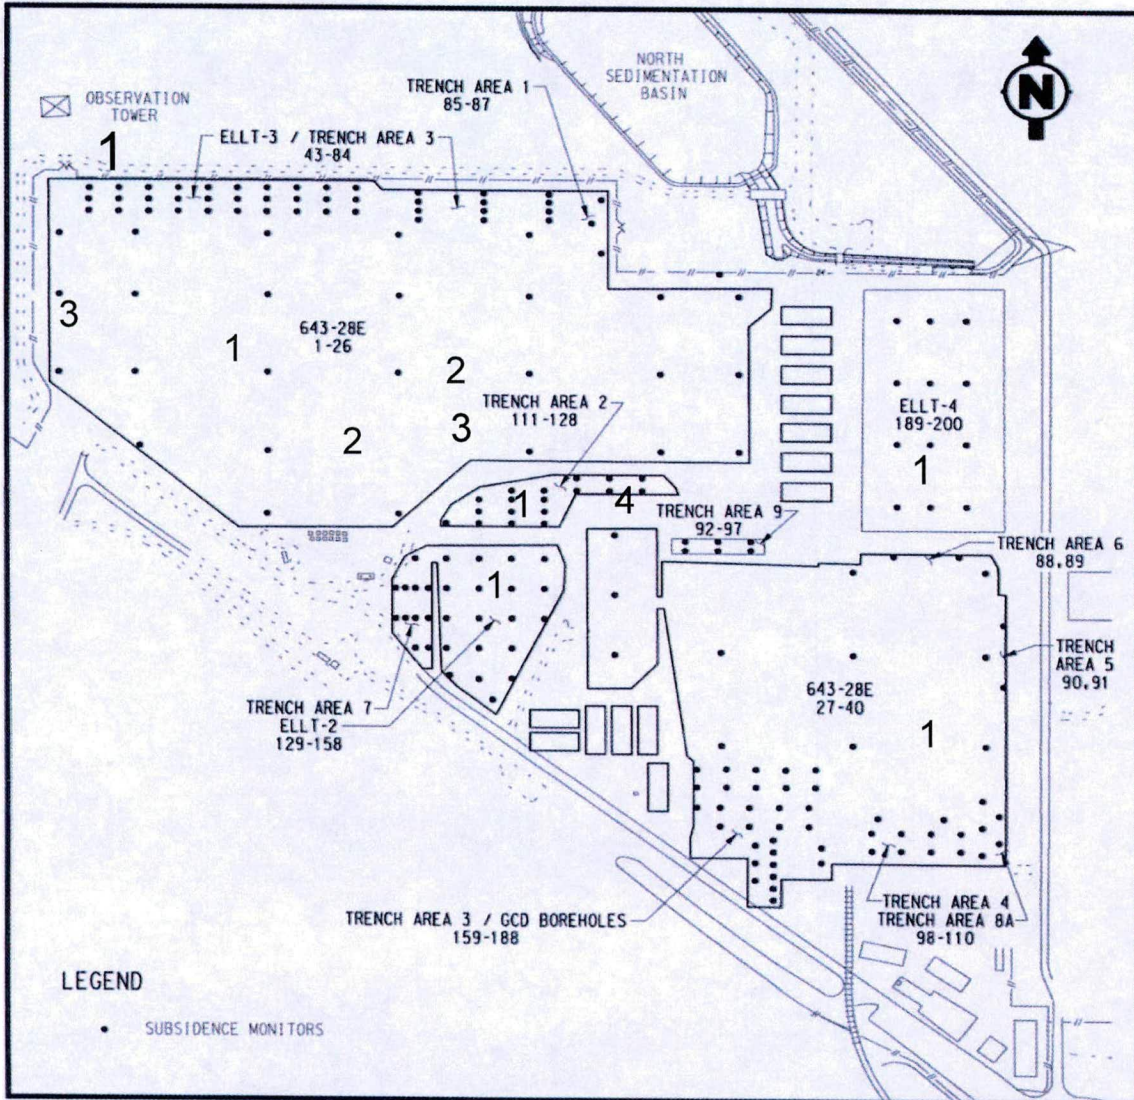 NORTH
SEDIMENTATION
BASIN
N
TRENCH AREA 1
85-87
OBSERVATION
TOWER
1
ELLT-3 / TRENCH AREA 3
43-84
3
643-28E
1-26
1
2
TRENCH AREA 2
111-128
3
2
ELLT-4
189-200
1
1
4
TRENCH AREA 9
92-97
TRENCH AREA 6
88.89
1
TRENCH
AREA 5
90.91
643-28E
27-40
1
TRENCH AREA 7
ELLT-2
129-158
TRENCH AREA 3 / GCD BOREHOLES
159-188
TRENCH AREA 4
TRENCH AREA 8A
98-110
LEGEND
SUBSIDENCE MONITORS